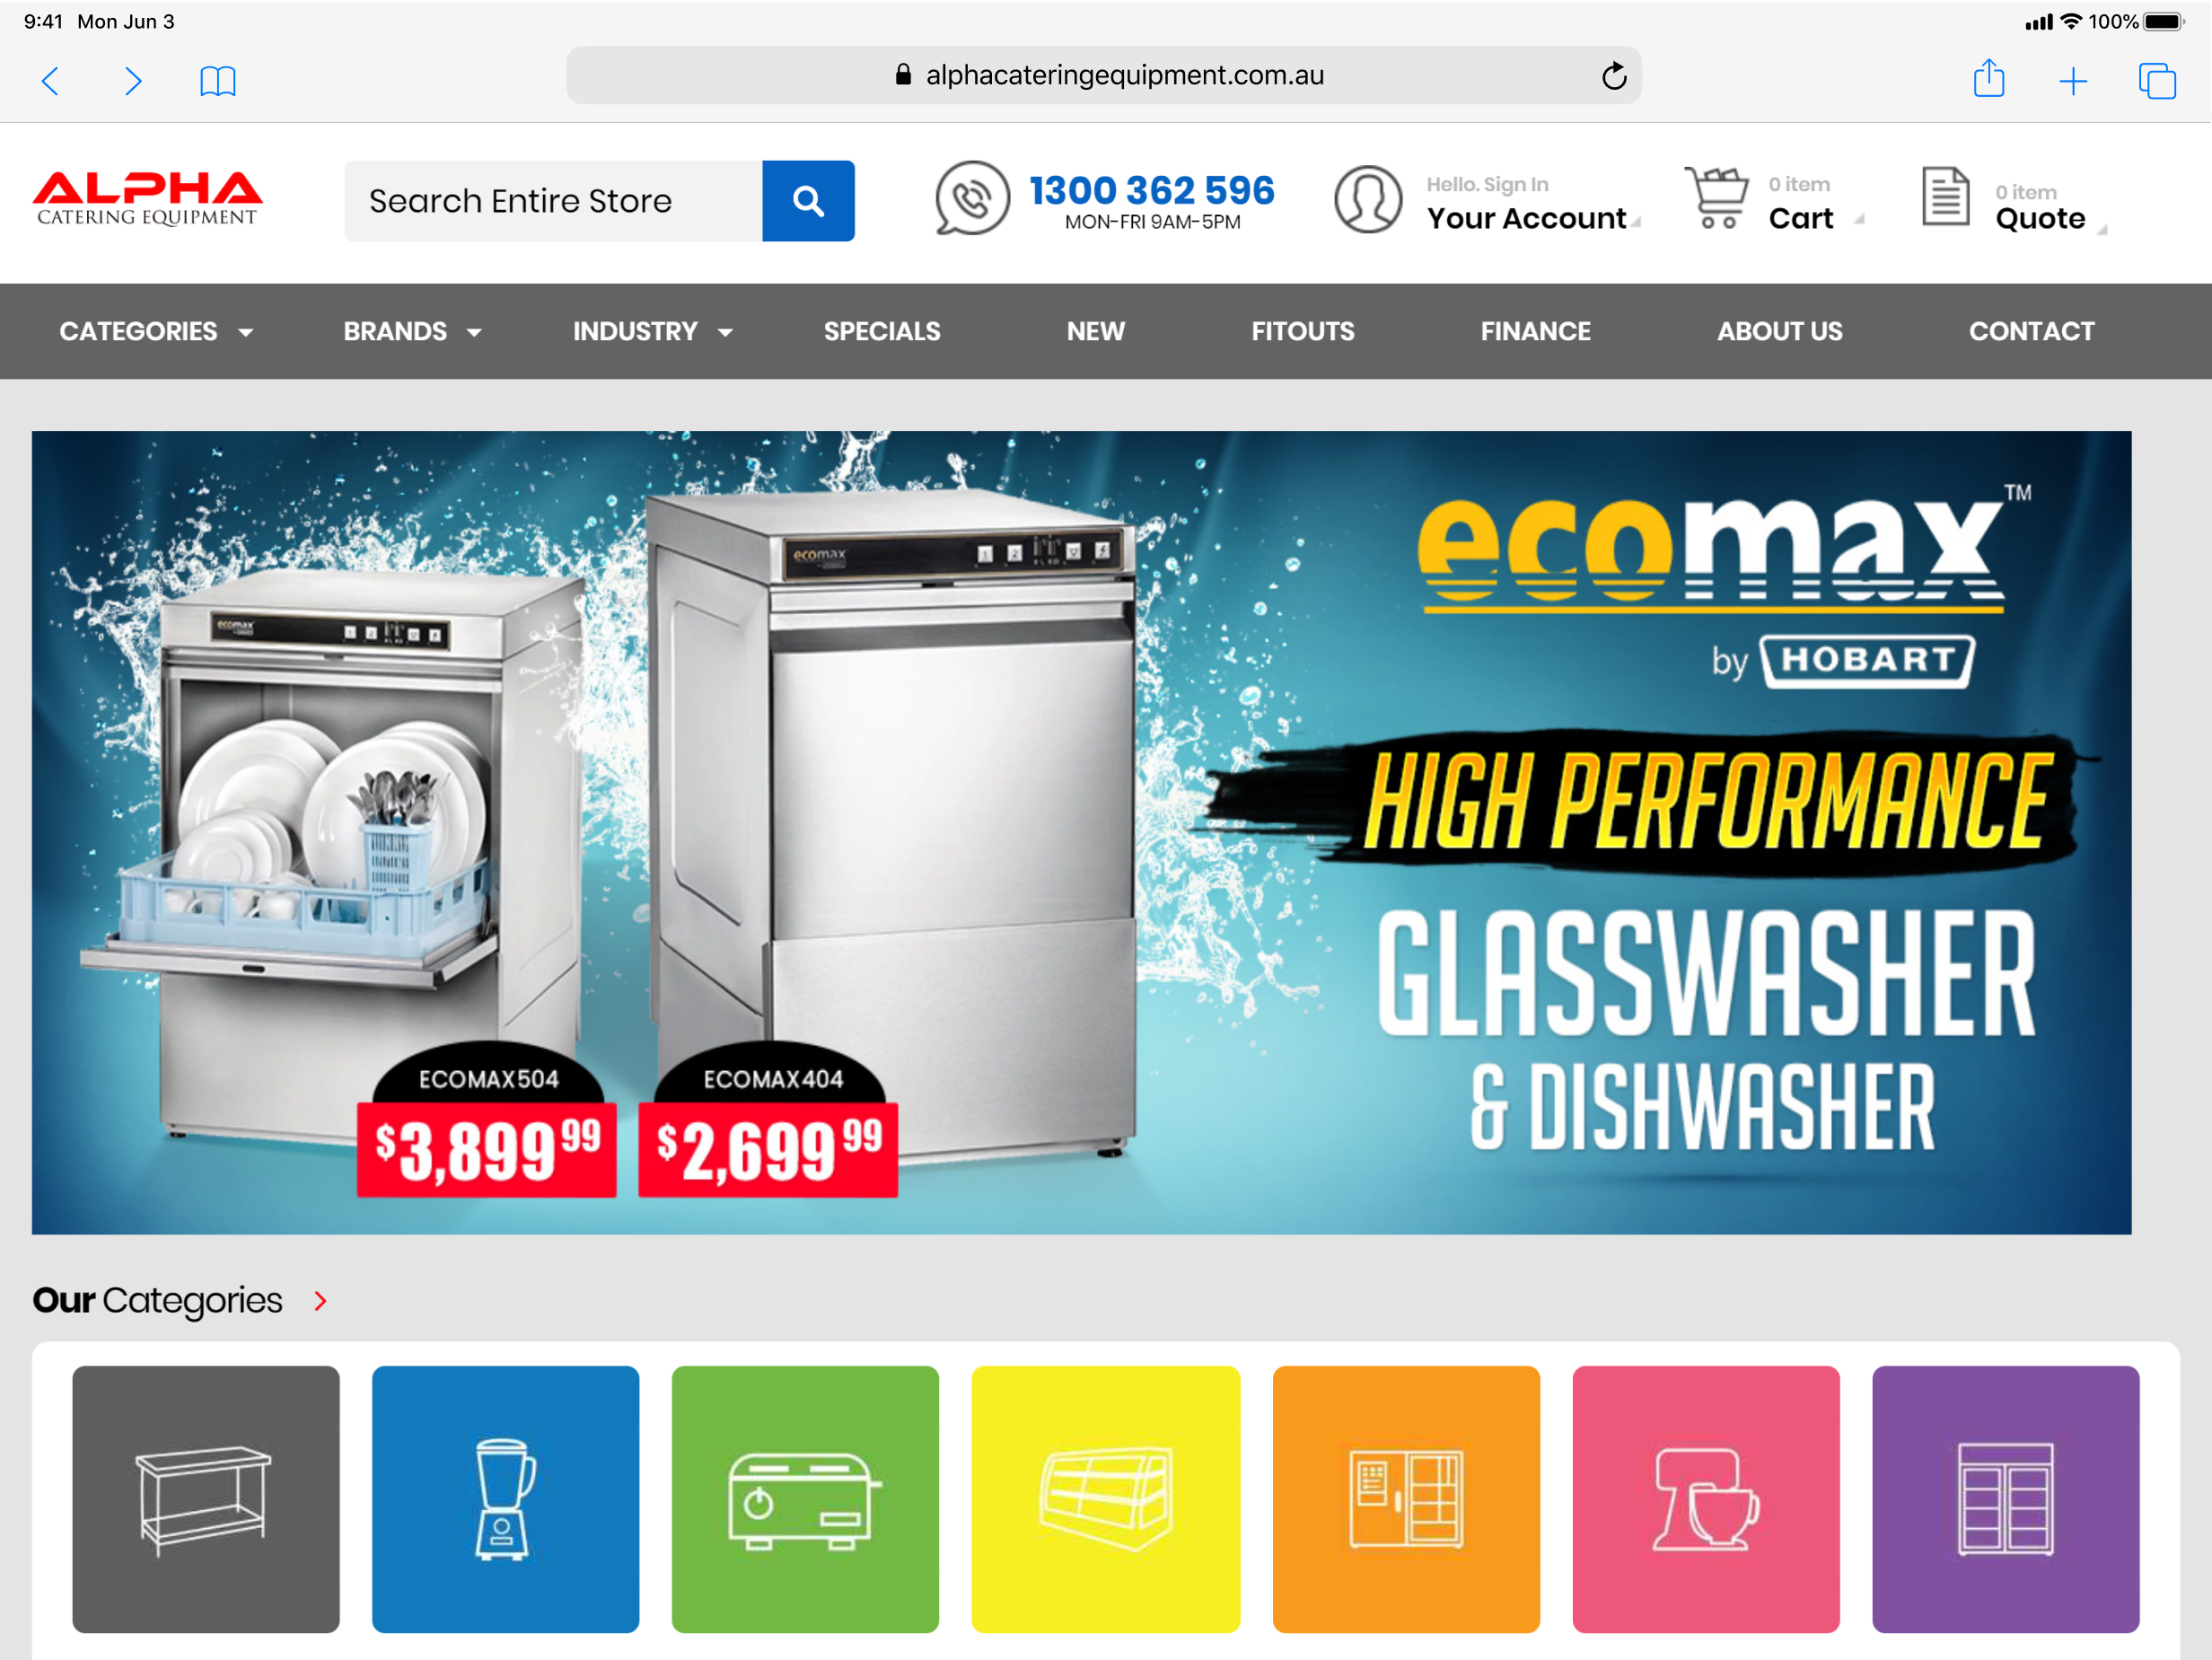 9:41 Mon Jun 3
100%
alphacateringequipment.com.au
ALPHA
CATERING EQUIPMENT
Search Entire Store
1300 362 596
MON-FRI 9AM-5PM
Hello. Sign In
Your Account
0 item
Cart
0 item
Quote
CATEGORIES BRANDS INDUSTRY SPECIALS NEW FITOUTS FINANCE ABOUT US CONTACT
ecomax
ecomax
1 2
ecomax™
by HOBART
HIGH PERFORMANCE
GLASSWASHER
& DISHWASHER
ECOMAX504
$3,899 99
ECOMAX404
$2,699 99
Our Categories